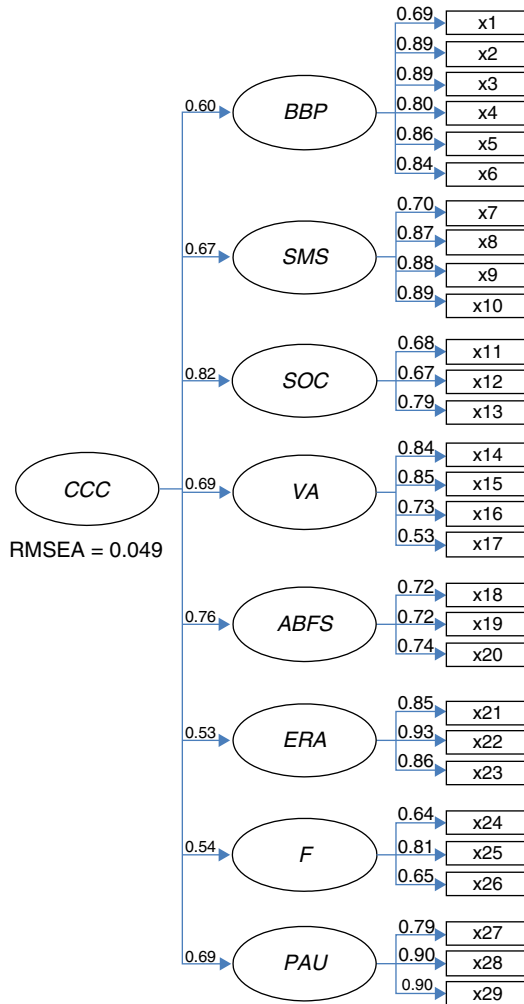 0.69 x1
0.89 x2
0.89 x3
0.60 BBP 0.80 x4
0.86 x5
0.84 x6
0.70 x7
0.87 x8
0.67 SMS 0.88 x9
0.89 x10
0.68 x11
0.82 SOC 0.67 x12
0.79 x13
0.84 x14
CCC 0.69 VA 0.85 x15
0.73 x16
0.53 x17
RMSEA = 0.049
0.72 x18
0.76 ABFS 0.72 x19
0.74 x20
0.85 x21
0.53 ERA 0.93 x22
0.86 x23
0.64 x24
0.54 F 0.81 x25
0.65 x26
0.79 x27
0.69 PAU 0.90 x28
0.90 x29